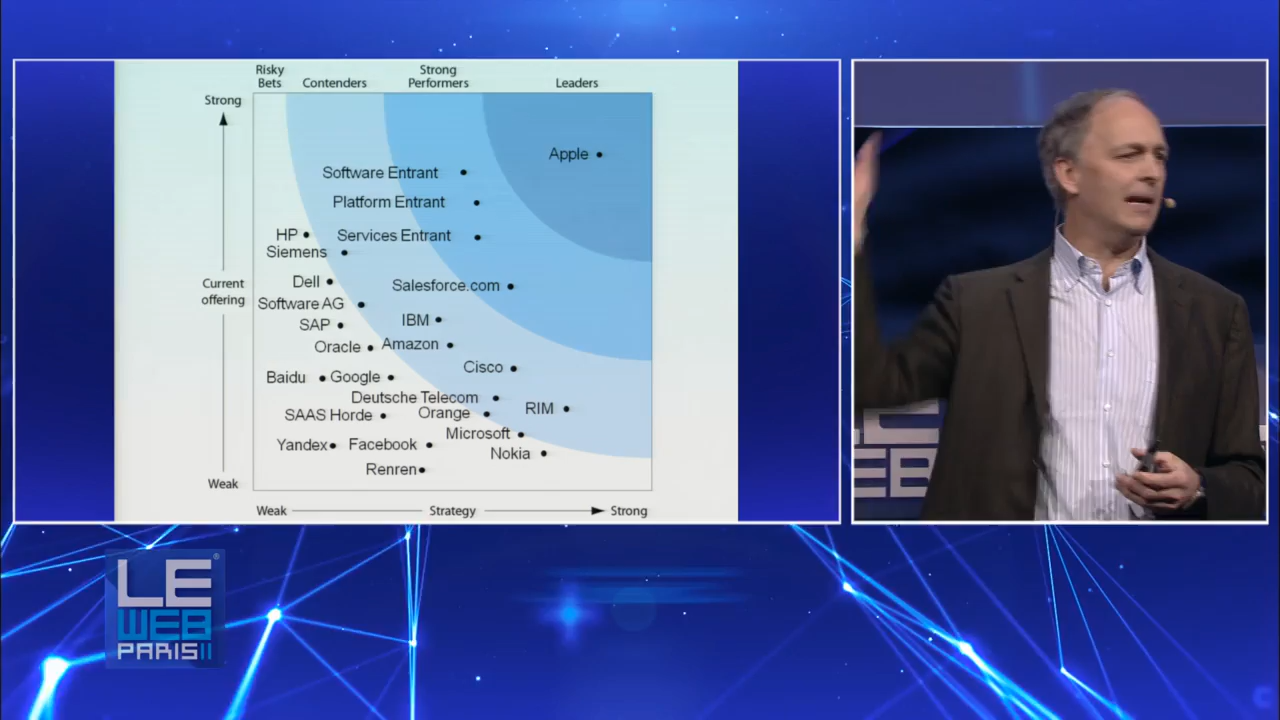 Risky
Bets
Contenders
Strong
Performers
Leaders
Strong
Apple
Software Entrant
Platform Entrant
HP
Services Entrant
Siemens
Dell
Current
offering
Salesforce.com
Software AG
IBM
SAP
Oracle
Amazon
Cisco
Baidu
Google
Deutsche Telecom
SAAS Horde
Orange
RIM
Microsoft
Yandex
Facebook
Nokia
Renren
Weak
Weak
Strategy
Strong
LE
WEB
PARIS11